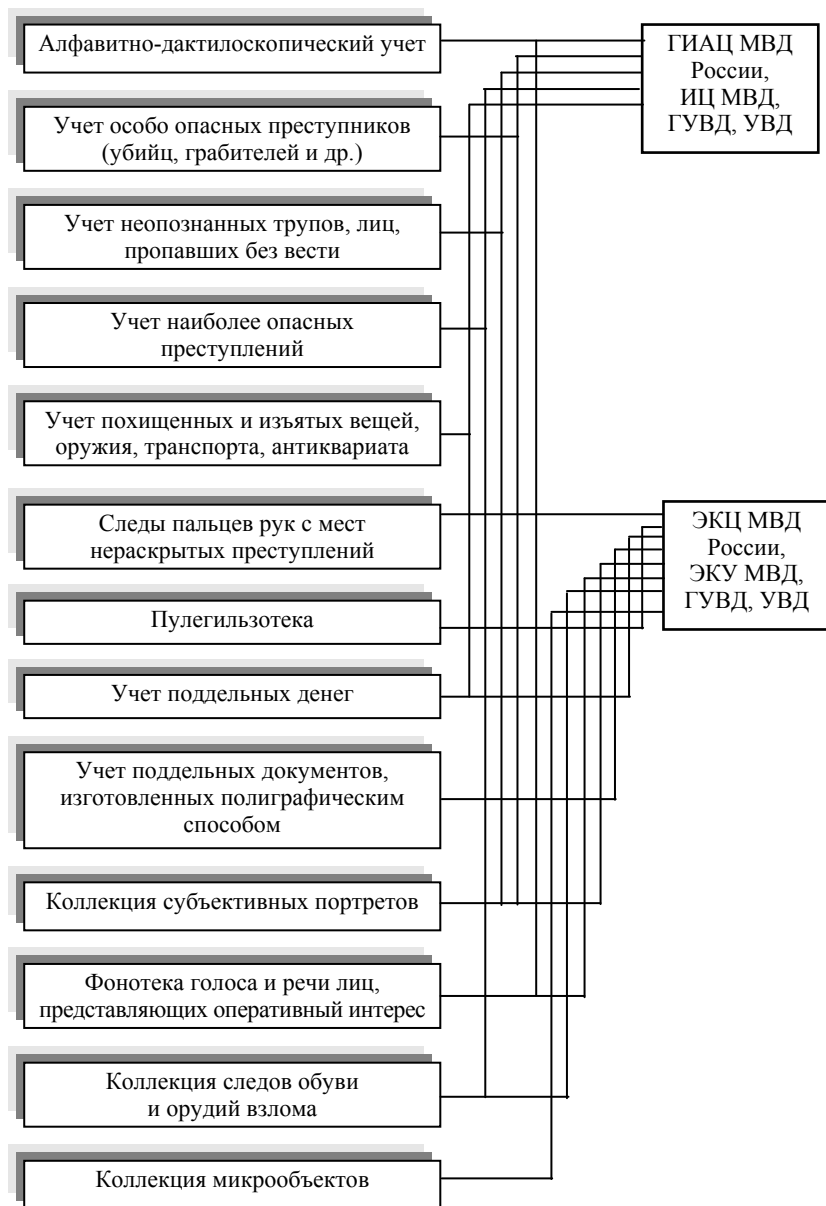 Алфавитно-дактилоскопический учет
ГИАЦ МВД
России,
ИЦ МВД,
ГУВД, УВД
Учет особо опасных преступников
(убийц, грабителей и др.)
Учет неопознанных трупов, лиц,
пропавших без вести
Учет наиболее опасных
преступлений
Учет похищенных и изъятых вещей,
оружия, транспорта, антиквариата
Следы пальцев рук с мест
нераскрытых преступлений
ЭКЦ МВД
России,
ЭКУ МВД,
ГУВД, УВД
Пулегильзотека
Учет поддельных денег
Учет поддельных документов,
изготовленных полиграфическим
способом
Коллекция субъективных портретов
Фонотека голоса и речи лиц,
представляющих оперативный интерес
Коллекция следов обуви
и орудий взлома
Коллекция микрообъектов